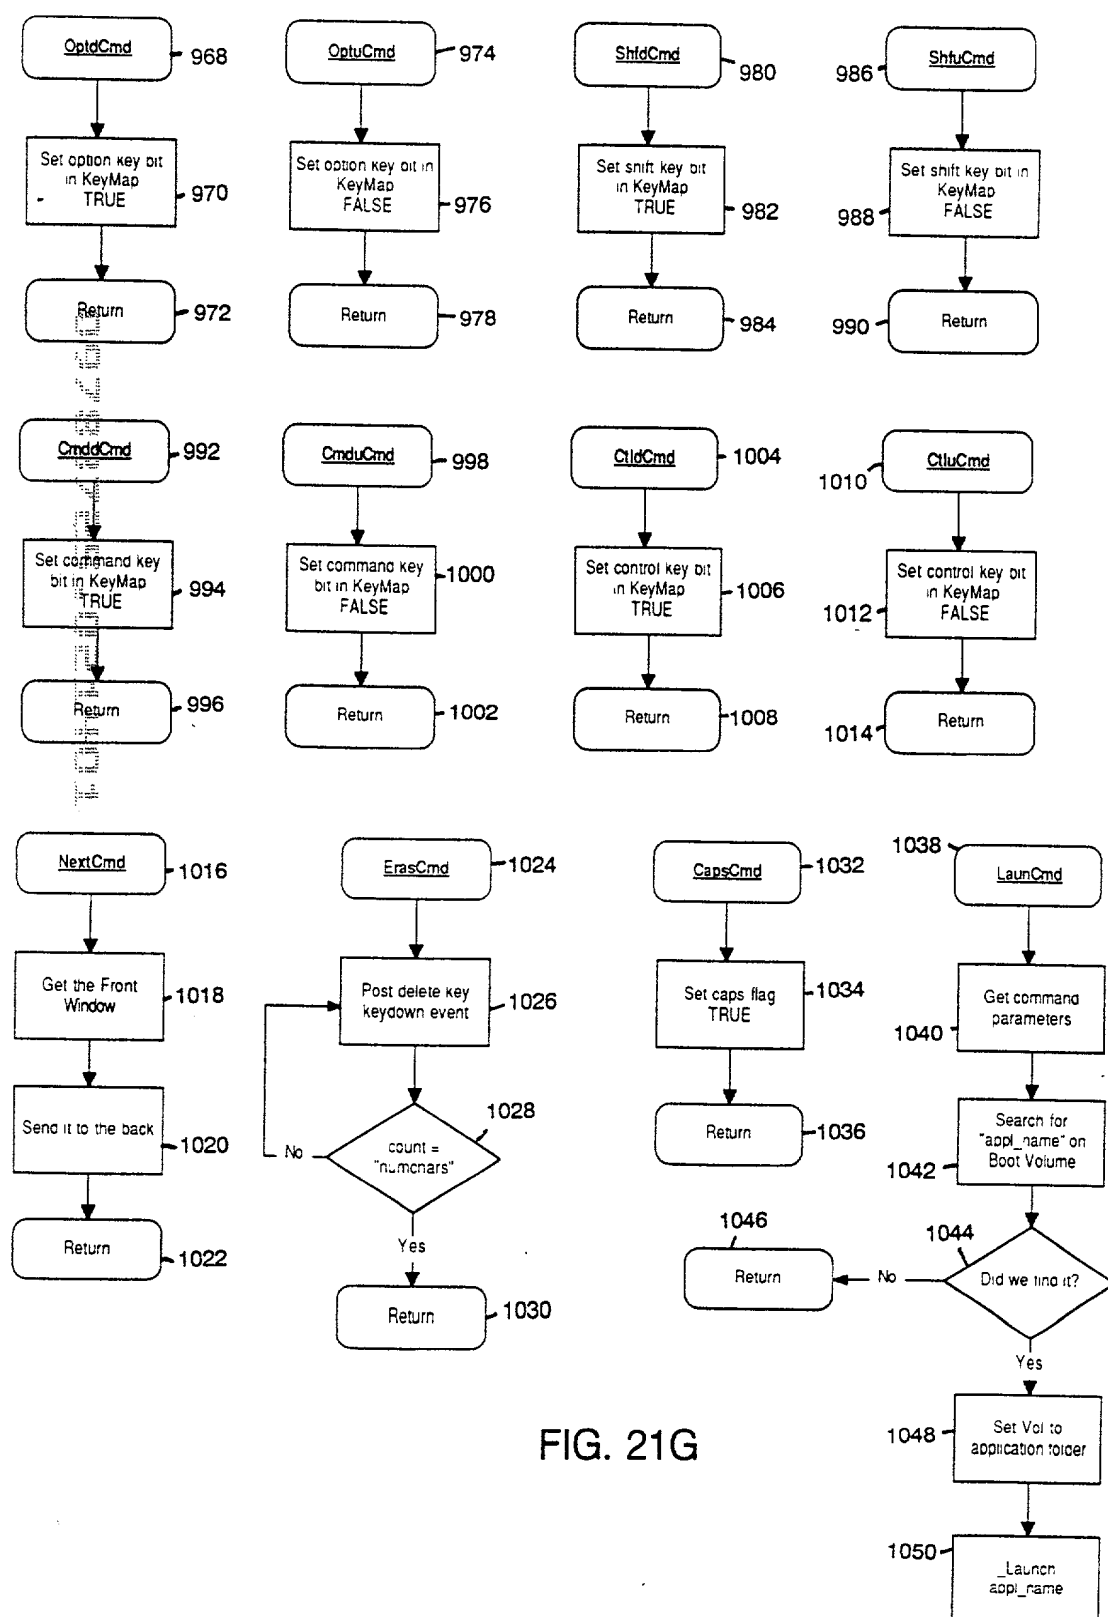 OptdCmd
968
Set option key bit
in KeyMap
TRUE
970
Return
972
OptuCmd
974
Set option key bit in
KeyMap
FALSE
976
Return
978
ShfdCmd
980
Set shift key bit
in KeyMap
TRUE
982
Return
984
ShfuCmd
986
Set shift key bit in
KeyMap
FALSE
988
Return
990
CmddCmd
992
Set command key
bit in KeyMap
TRUE
994
Return
996
CmduCmd
998
Set command key
bit in KeyMap
FALSE
1000
Return
1002
CtldCmd
1004
Set control key bit
in KeyMap
TRUE
1006
Return
1008
CtluCmd
1010
Set control key bit
in KeyMap
FALSE
1012
Return
1014
NextCmd
1016
Get the Front
Window
1018
Send it to the back
1020
Return
1022
ErasCmd
1024
Post delete key
keydown event
1026
count =
"numchars"
1028
No
Yes
Return
1030
CapsCmd
1032
Set caps flag
TRUE
1034
Return
1036
LaunCmd
1038
Get command
parameters
1040
Search for
"appl_name" on
Boot Volume
1042
Did we find it?
1044
No
Return
1046
Yes
Set Vol to
application folder
1048
_Launch
appl_name
1050
FIG. 21G